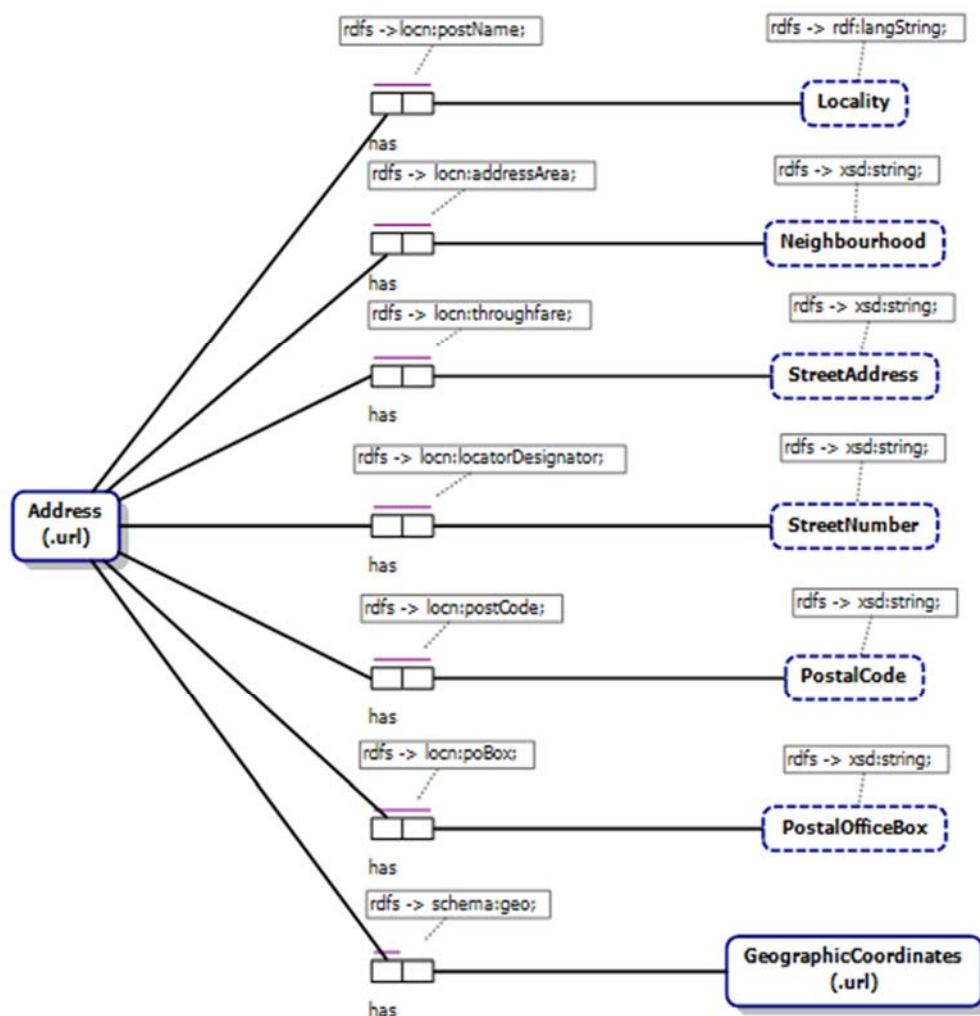 rdfs ->locn:postName;
rdfs -> rdf:langString;
Locality
has
rdfs -> locn:addressArea;
rdfs -> xsd:string;
Neighbourhood
has
rdfs -> locn:throughfare;
rdfs -> xsd:string;
StreetAddress
has
rdfs -> locn:locatorDesignator;
rdfs -> xsd:string;
Address
(.url)
StreetNumber
has
rdfs -> locn:postCode;
rdfs -> xsd:string;
PostalCode
has
rdfs -> locn:poBox;
rdfs -> xsd:string;
PostalOfficeBox
has
rdfs -> schema:geo;
GeographicCoordinates
(.url)
has